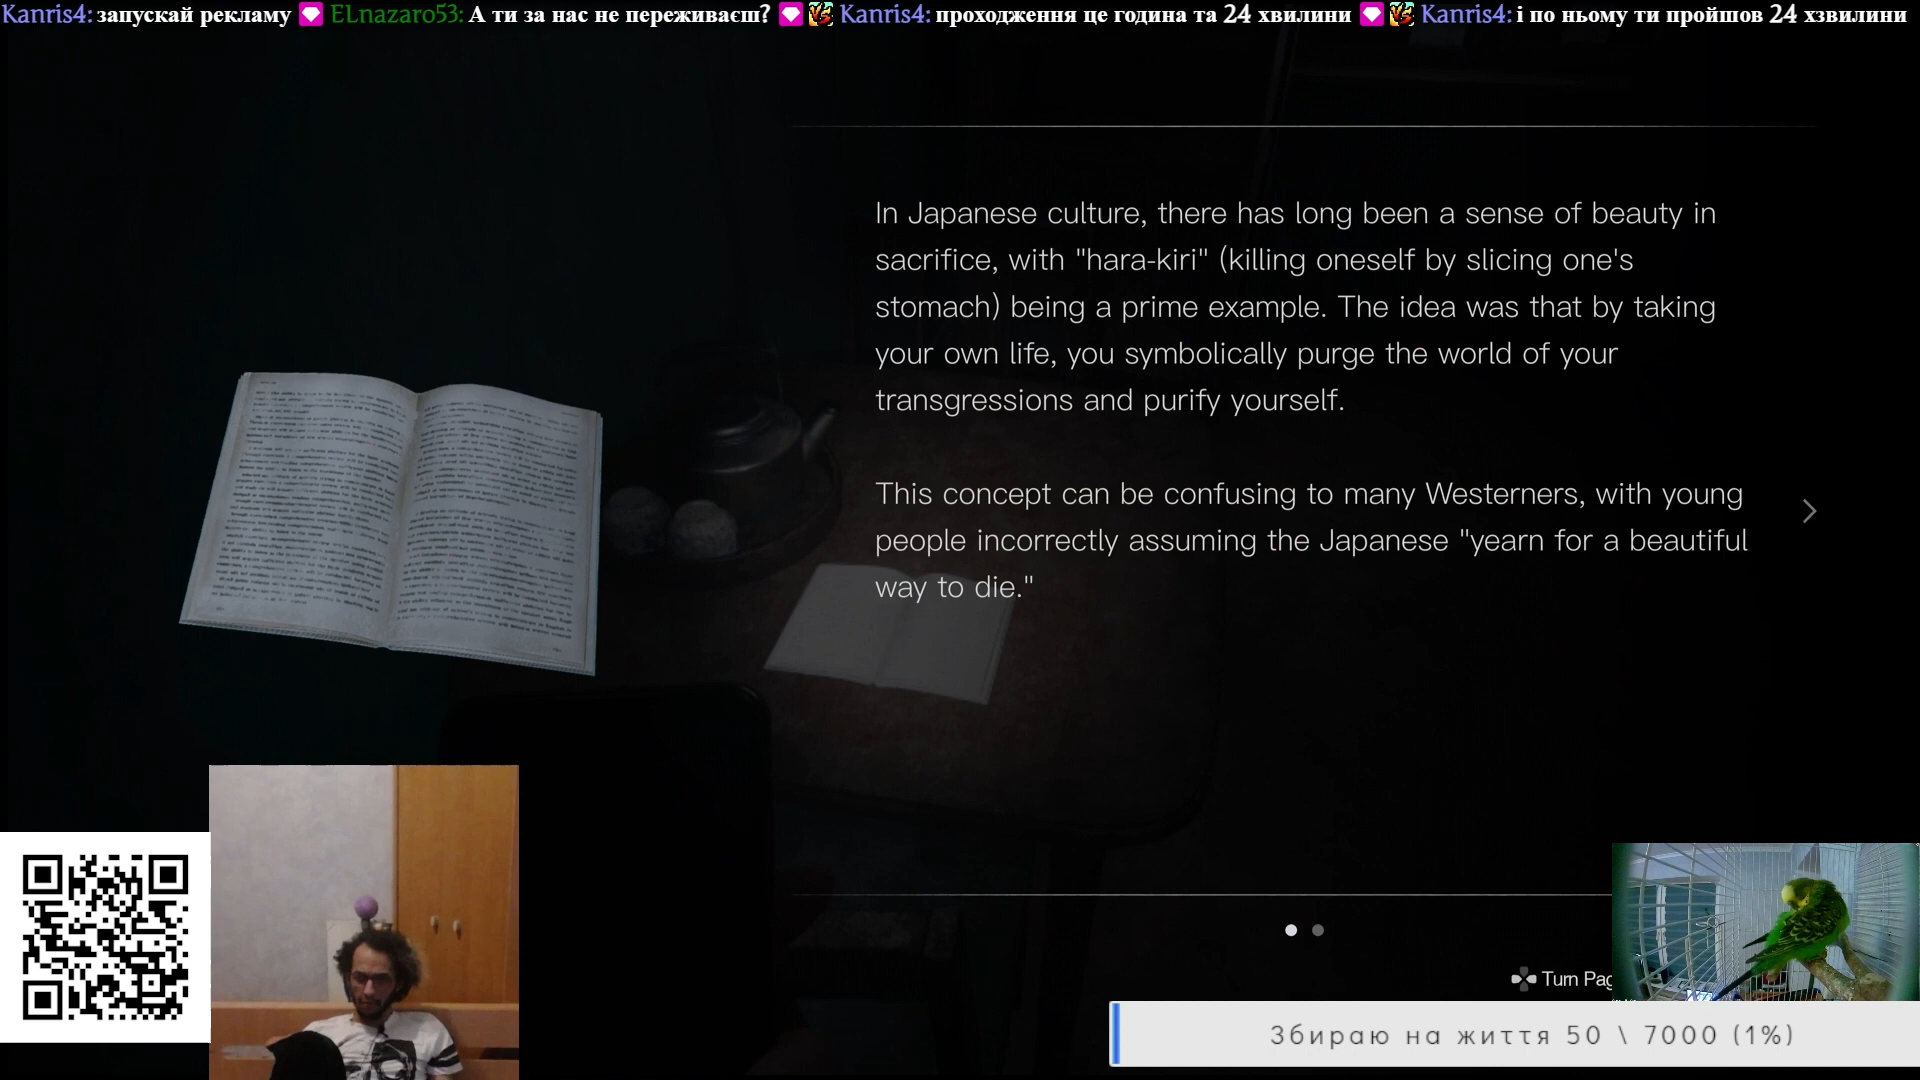 Kanris4: запускай рекламу ELnazaro53: А ти за нас не переживаєш? Kanris4: проходження це година та 24 хвилини Kanris4: і по ньому ти пройшов 24 хзвилини
In Japanese culture, there has long been a sense of beauty in
sacrifice, with "hara-kiri" (killing oneself by slicing one's
stomach) being a prime example. The idea was that by taking
your own life, you symbolically purge the world of your
transgressions and purify yourself.
This concept can be confusing to many Westerners, with young
people incorrectly assuming the Japanese "yearn for a beautiful
way to die."
Turn Pag
Збираю на життя 50 \ 7000 (1%)